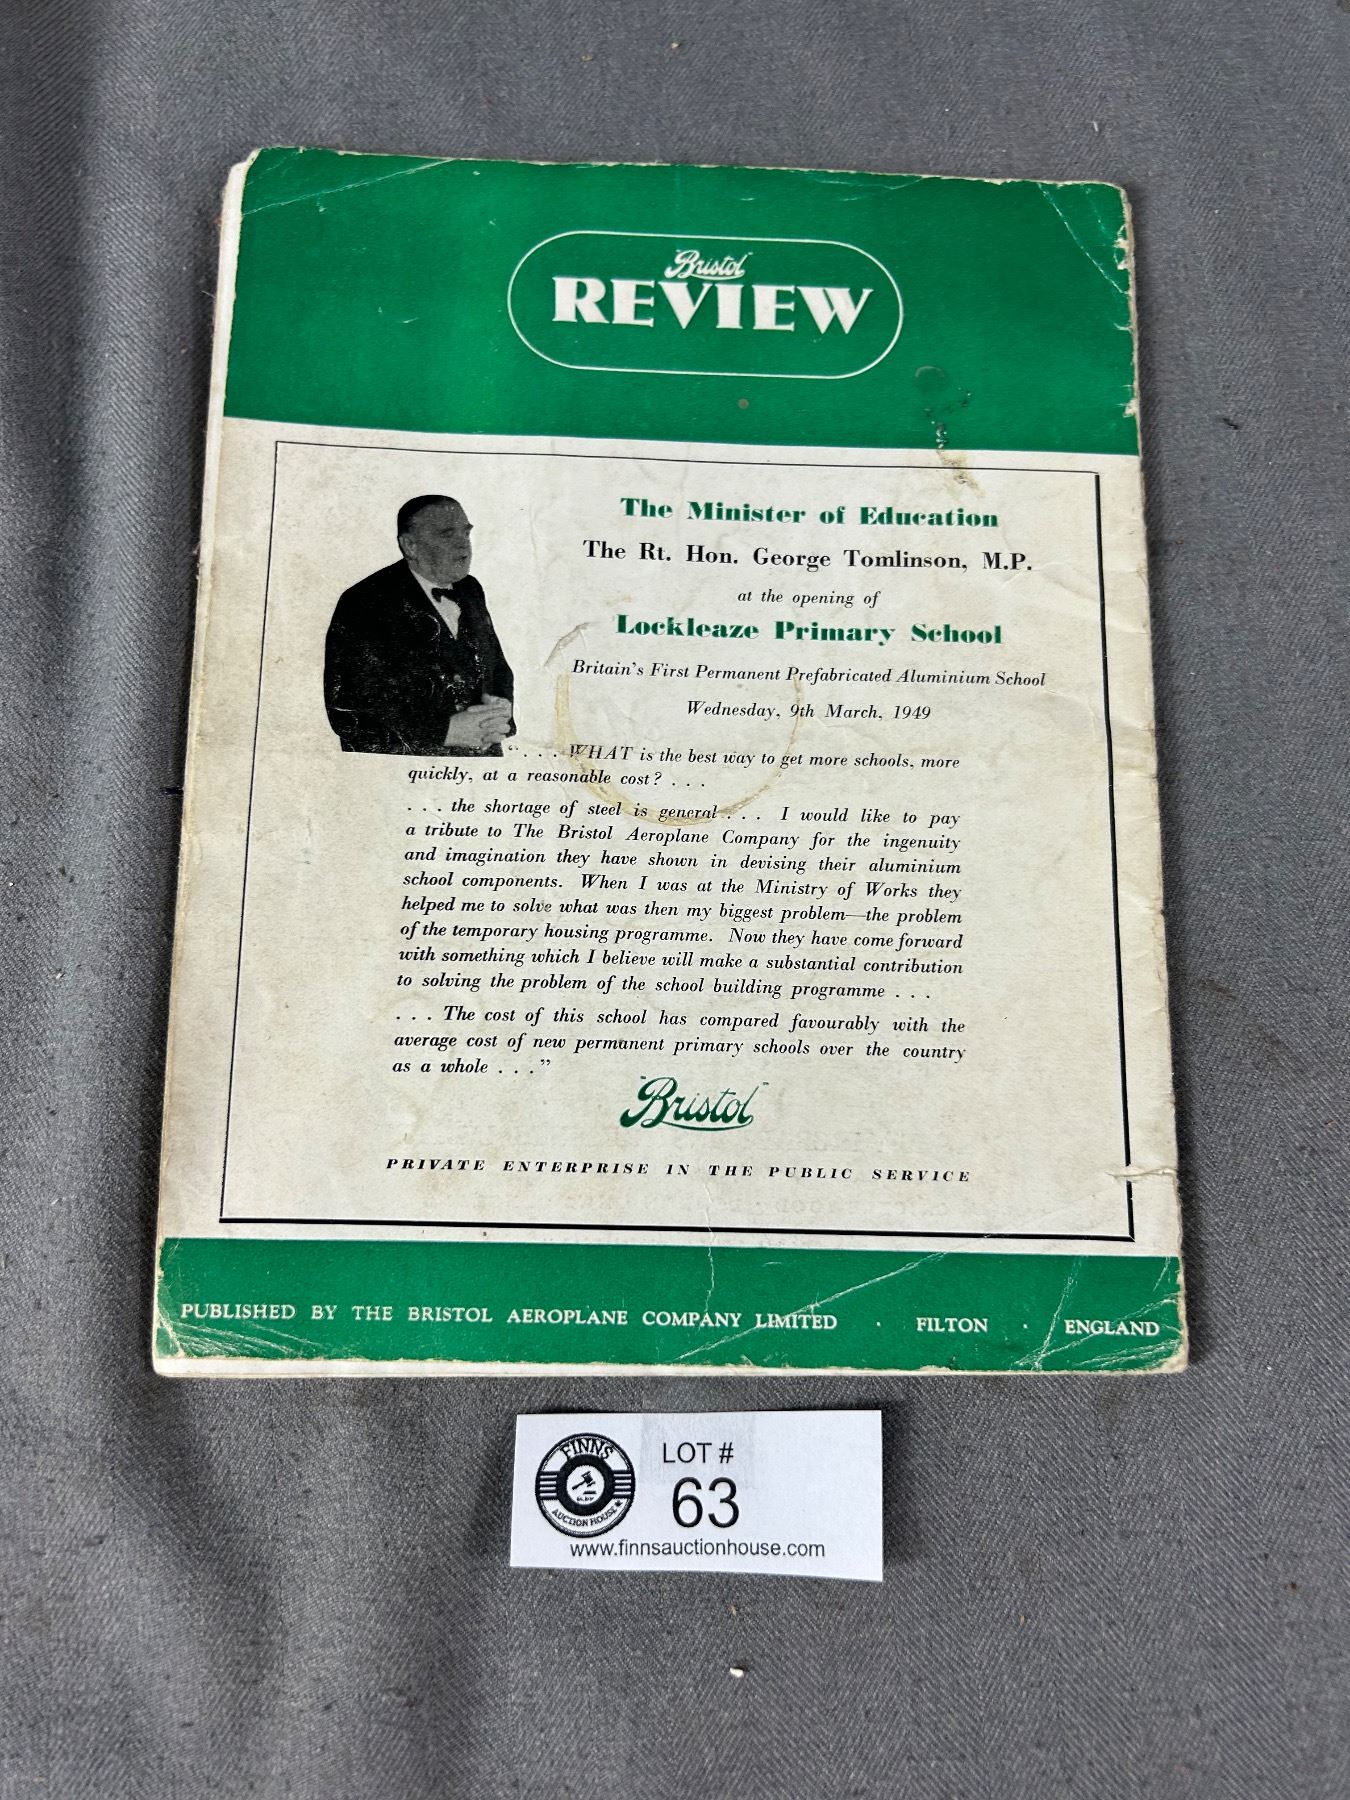 "Bristol"
REVIEW
The Minister of Education
The Rt. Hon. George Tomlinson, M.P.
at the opening of
Lockleaze Primary School
Britain's First Permanent Prefabricated Aluminium School
Wednesday, 9th March, 1949
". . . WHAT is the best way to get more schools, more
quickly, at a reasonable cost? . . .
. . . the shortage of steel is general . . . I would like to pay
a tribute to The Bristol Aeroplane Company for the ingenuity
and imagination they have shown in devising their aluminium
school components. When I was at the Ministry of Works they
helped me to solve what was then my biggest problem—the problem
of the temporary housing programme. Now they have come forward
with something which I believe will make a substantial contribution
to solving the problem of the school building programme . . .
. . . The cost of this school has compared favourably with the
average cost of new permanent primary schools over the country
as a whole . . ."
"Bristol"
PRIVATE ENTERPRISE IN THE PUBLIC SERVICE
PUBLISHED BY THE BRISTOL AEROPLANE COMPANY LIMITED · FILTON · ENGLAND
FINNS
AUCTION HOUSE
LOT #
63
www.finnsauctionhouse.com